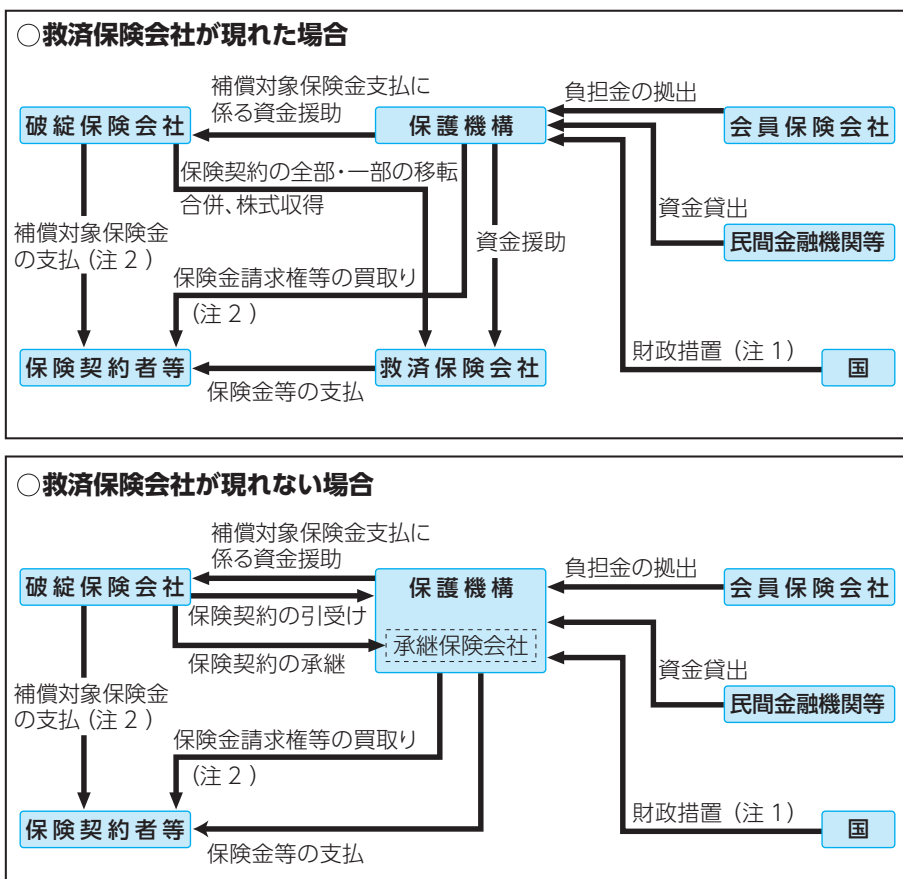 ○救済保険会社が現れた場合
補償対象保険金支払に
係る資金援助
負担金の拠出
破綻保険会社
保護機構
会員保険会社
保険契約の全部・一部の移転
合併、株式取得
資金貸出
補償対象保険金
の支払(注2)
資金援助
民間金融機関等
保険金請求権等の買取り
(注2)
財政措置(注1)
保険契約者等
救済保険会社
国
保険金等の支払
○救済保険会社が現れない場合
補償対象保険金支払に
係る資金援助
負担金の拠出
破綻保険会社
保護機構
会員保険会社
保険契約の引受け
承継保険会社
保険契約の承継
資金貸出
補償対象保険金
の支払(注2)
民間金融機関等
保険金請求権等の買取り
(注2)
財政措置(注1)
保険契約者等
国
保険金等の支払